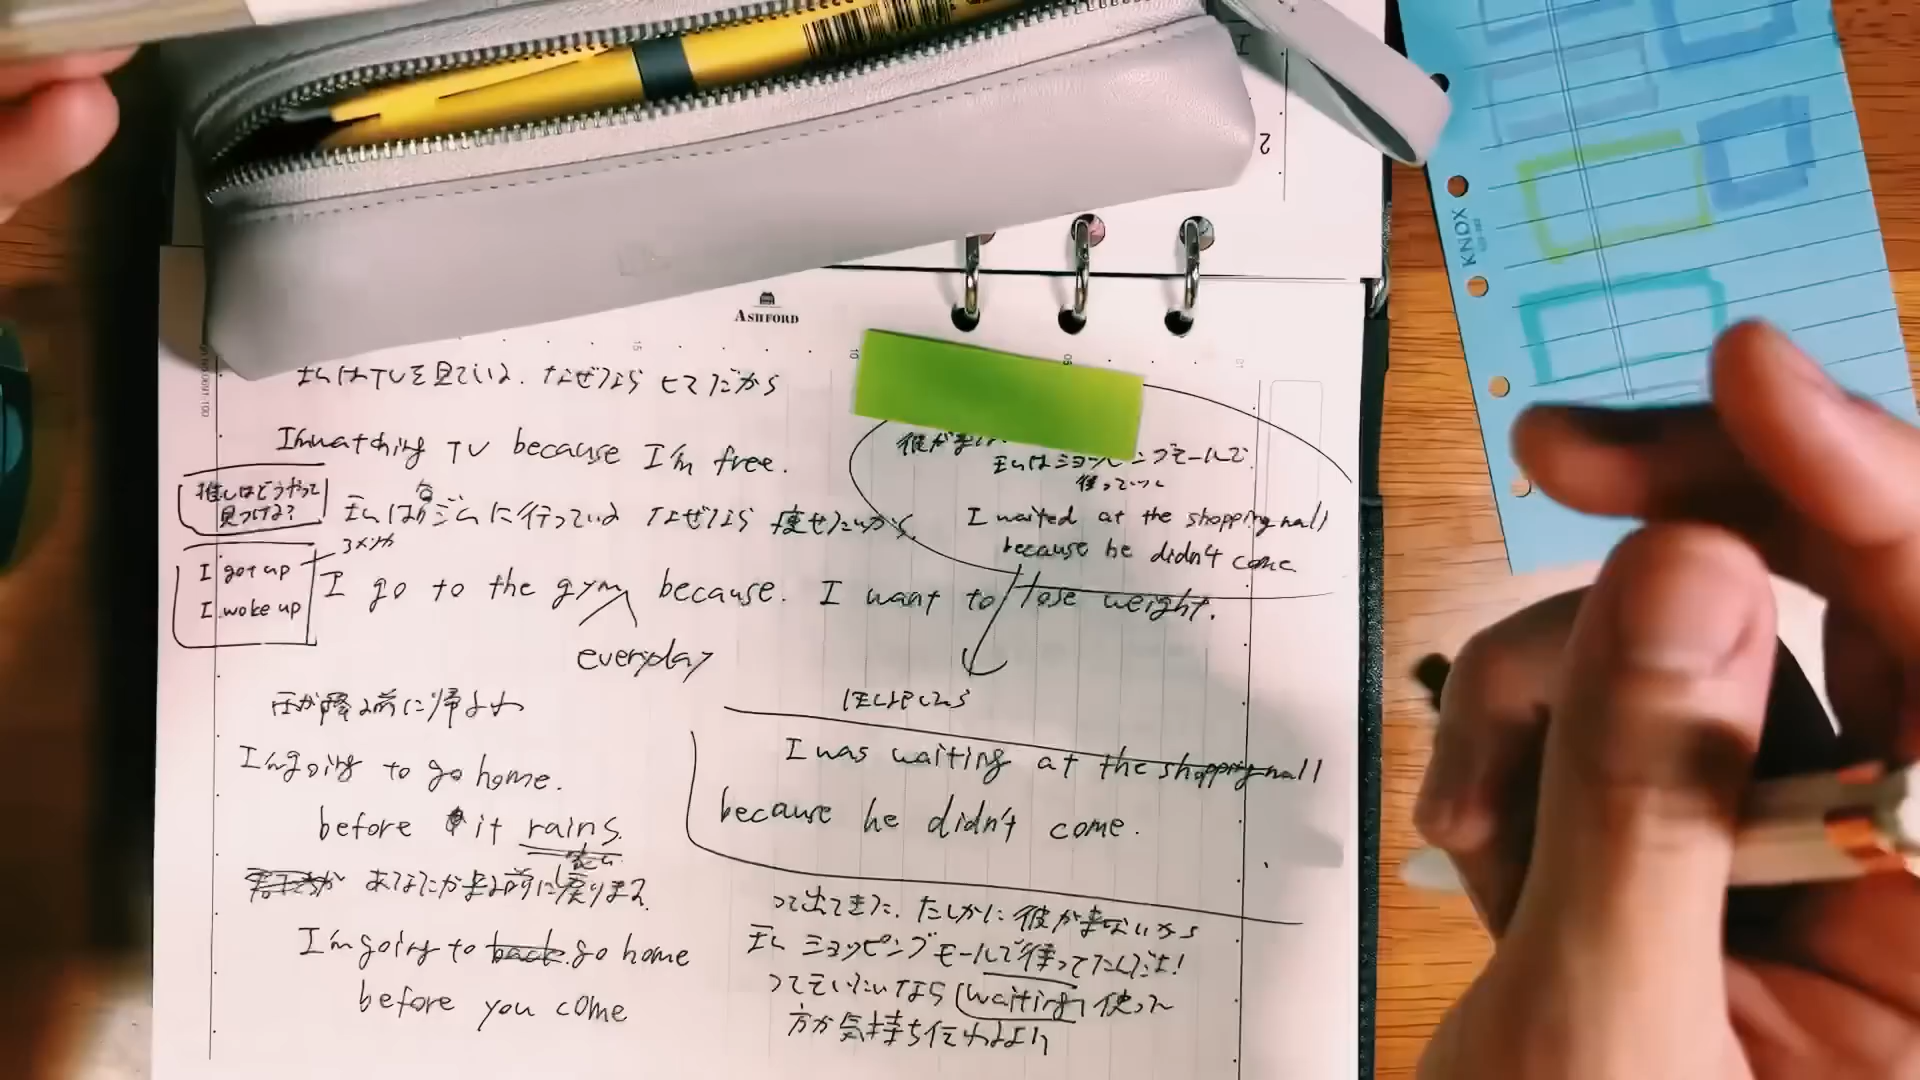 2
KNOX
ASHFORD
15
10
05
私はTVを見ている。なぜなら ヒマだから
I'm watching TV because I'm free.
推しはどうやって
見つける?
私は毎ジムに行っている なぜなら 痩せたいから
I got up
I woke up
I go to the gym because. I want to lose weight.
everyday
彼が
私はショッピングモールで
待っていた
I waited at the shopping mall
because he didn't come
雨が降る前に帰るよ
I'm going to go home.
before it rains.
あなたが来る前に戻ります
I'm going to back go home
before you come
I was waiting at the shopping mall
because he didn't come.
って出てきた、たしかに 彼が来ないから
私 ショッピングモールで待ってたんだよ!
って言いたいなら (waiting) 使った
方が気持ち伝わるよ!